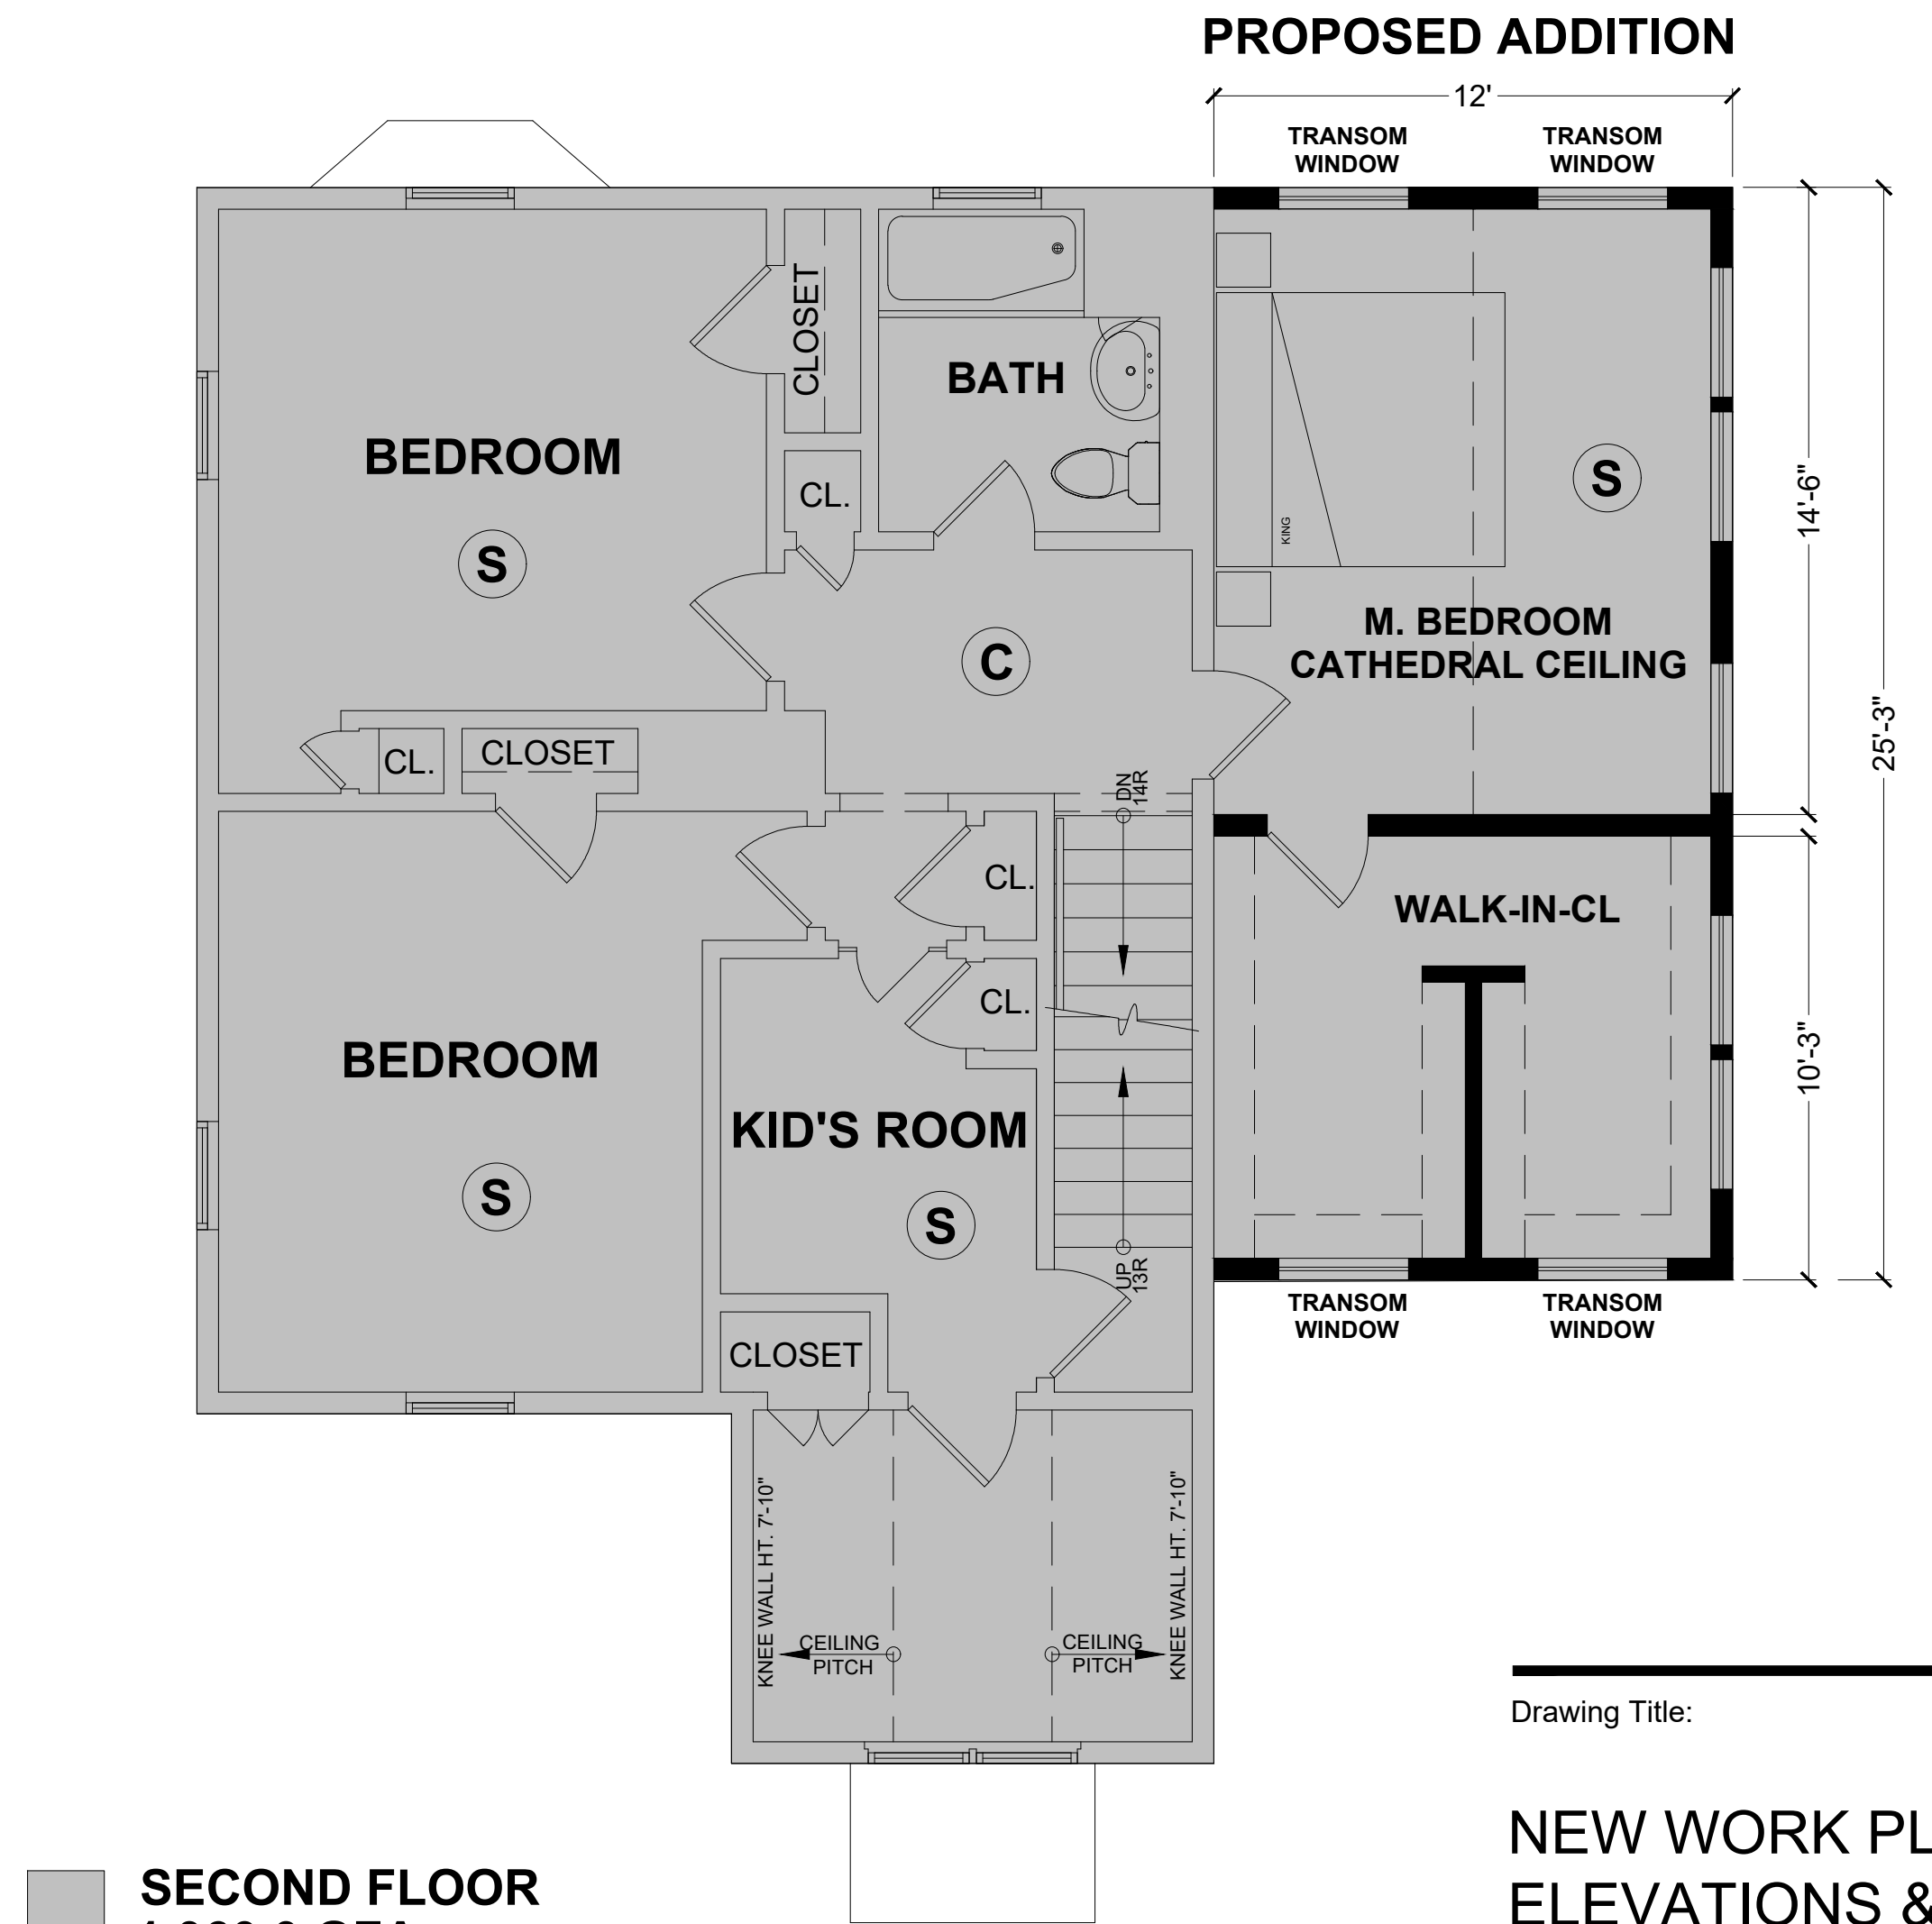 PROPOSED ADDITION
12'
TRANSOM
WINDOW
TRANSOM
WINDOW
CLOSET
BATH
BEDROOM
CL.
S
S
KING
14'-6"
M. BEDROOM
CATHEDRAL CEILING
C
25'-3"
CL.
CLOSET
DN
14R
CL.
WALK-IN-CL
CL.
BEDROOM
KID'S ROOM
10'-3"
S
S
UP
13R
TRANSOM
WINDOW
TRANSOM
WINDOW
CLOSET
KNEE WALL HT. 7'-10"
KNEE WALL HT. 7'-10"
CEILING
PITCH
CEILING
PITCH
Drawing Title:
NEW WORK PL
ELEVATIONS &
SECOND FLOOR